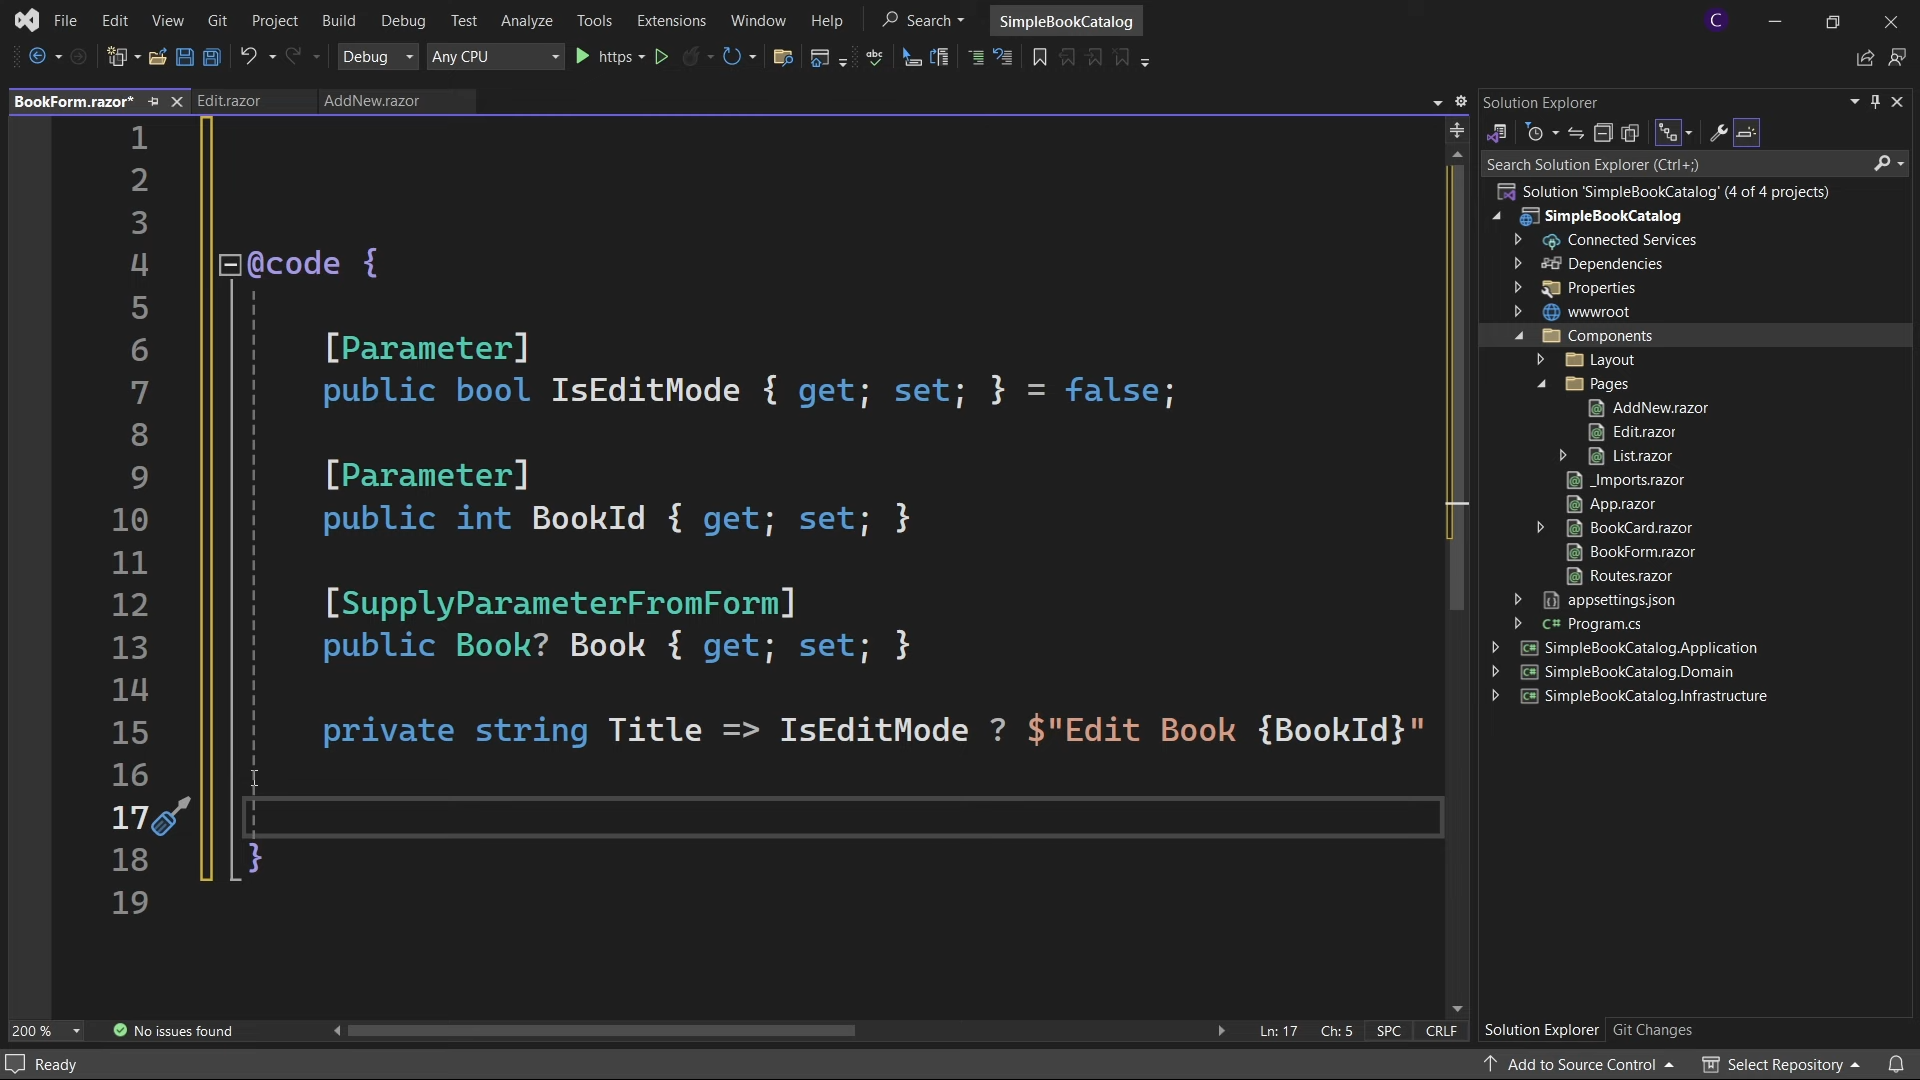 File Edit View Git Project Build Debug Test Analyze Tools Extensions Window Help Search SimpleBookCatalog C
Debug Any CPU https abc
BookForm.razor* Edit.razor AddNew.razor
1
2
3
4 @code {
5
6 [Parameter]
7 public bool IsEditMode { get; set; } = false;
8
9 [Parameter]
10 public int BookId { get; set; }
11
12 [SupplyParameterFromForm]
13 public Book? Book { get; set; }
14
15 private string Title => IsEditMode ? $"Edit Book {BookId}"
16
17
18 }
19
200 % No issues found Ln: 17 Ch: 5 SPC CRLF
Solution Explorer
Search Solution Explorer (Ctrl+;)
Solution 'SimpleBookCatalog' (4 of 4 projects)
SimpleBookCatalog
Connected Services
Dependencies
Properties
wwwroot
Components
Layout
Pages
AddNew.razor
Edit.razor
List.razor
_Imports.razor
App.razor
BookCard.razor
BookForm.razor
Routes.razor
appsettings.json
C# Program.cs
C# SimpleBookCatalog.Application
C# SimpleBookCatalog.Domain
C# SimpleBookCatalog.Infrastructure
Solution Explorer Git Changes
Ready Add to Source Control Select Repository